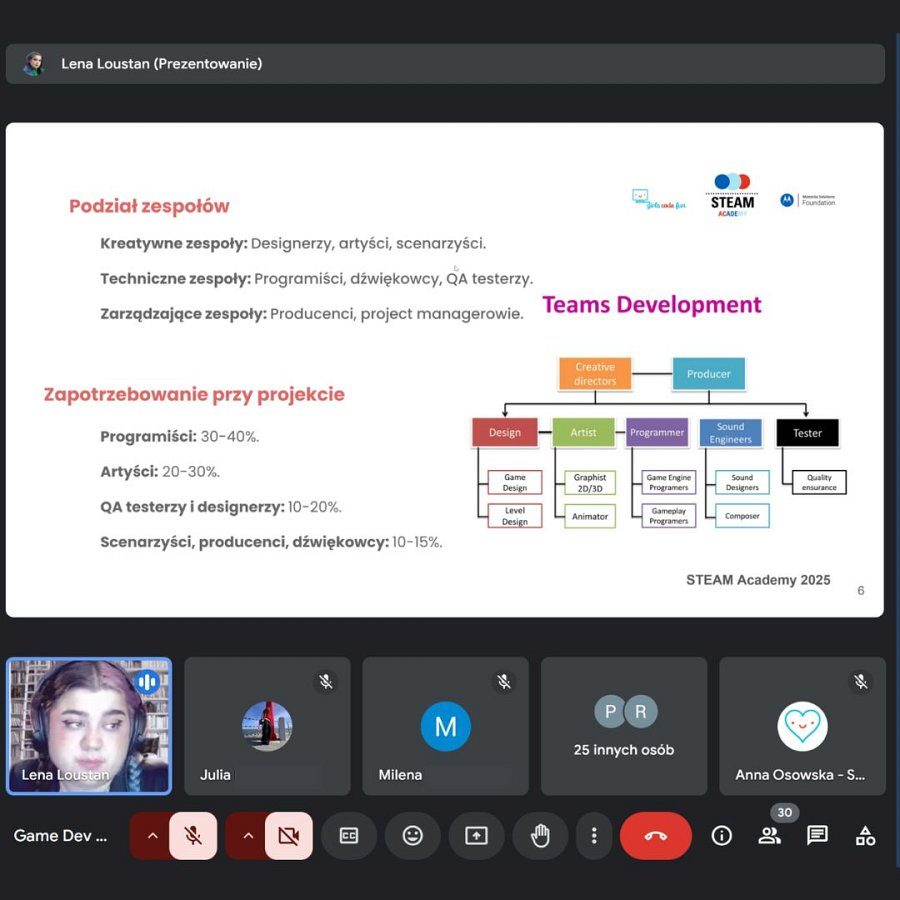 Lena Loustan (Prezentowanie)
Podział zespołów
Kreatywne zespoły: Designerzy, artyści, scenarzyści.
Techniczne zespoły: Programiści, dźwiękowcy, QA testerzy.
Zarządzające zespoły: Producenci, project managerowie.
girls code fun
STEAM
ACADEMY
Motorola Solutions
Foundation
Teams Development
Zapotrzebowanie przy projekcie
Programiści: 30-40%.
Artyści: 20-30%.
QA testerzy i designerzy: 10-20%.
Scenarzyści, producenci, dźwiękowcy: 10-15%.
Creative
directors
Producer
Design
Artist
Programmer
Sound
Engineers
Tester
Game
Design
Graphist
2D/3D
Game Engine
Programers
Sound
Designers
Quality
ensurance
Level
Design
Animator
Gameplay
Programers
Composer
STEAM Academy 2025
6
Lena Loustan
Julia
M
Milena
P R
25 innych osób
Anna Osowska - S...
Game Dev ...
30